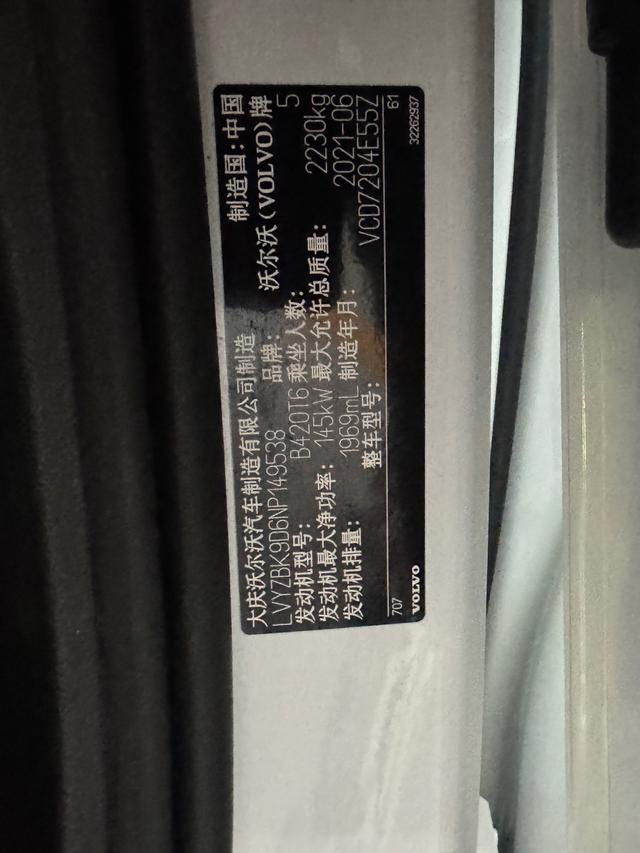 大庆沃尔沃汽车制造有限公司制造 制造国:中国
LVYZBK9D6NP149538 品牌: 沃尔沃(VOLVO)牌
发动机型号: B420T6 乘坐人数: 5
发动机最大净功率: 145kW 最大允许总质量: 2230kg
发动机排量: 1969mL 制造年月: 2021-06
整车型号: VCD7204E55Z
707 61
VOLVO 32262937